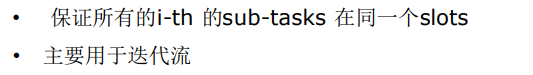 • 保证所有的i-th 的sub-tasks 在同一个slots
• 主要用于迭代流